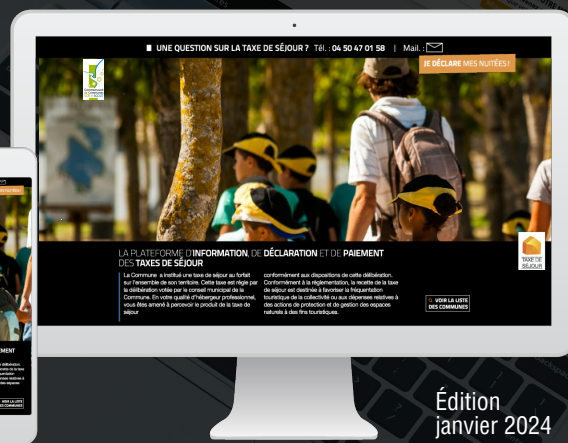 UNE QUESTION SUR LA TAXE DE SÉJOUR ? Tél. : 04 50 47 01 58 | Mail. :
JE DÉCLARE MES NUITÉES !
LA PLATEFORME D'INFORMATION, DE DÉCLARATION ET DE PAIEMENT
DES TAXES DE SÉJOUR
La Commune a institué une taxe de séjour au forfait
sur l'ensemble de son territoire. Cette taxe est régie par
la délibération votée par le conseil municipal de la
Commune. En votre qualité d'hébergeur professionnel,
vous êtes amené à percevoir le produit de la taxe de
séjour
conformément aux dispositions de cette délibération.
Conformément à la réglementation, la recette de la taxe
de séjour est destinée à favoriser la fréquentation
touristique de la collectivité ou aux dépenses relatives à
des actions de protection et de gestion des espaces
naturels à des fins touristiques.
TAXE DE
SÉJOUR
VOIR LA LISTE
DES COMMUNES
Édition
janvier 2024